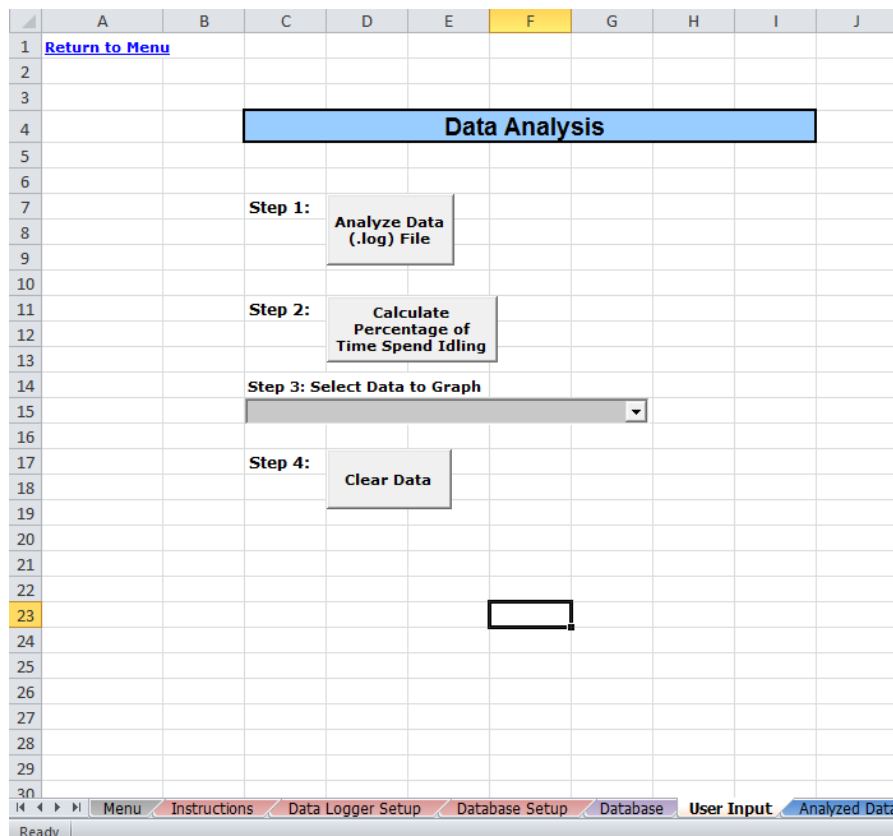 A B C D E F G H I J
1 Return to Menu
2
3
4 Data Analysis
5
6
7 Step 1:
8 Analyze Data
(.log) File
9
10
11 Step 2: Calculate
12 Percentage of
13 Time Spend Idling
14 Step 3: Select Data to Graph
15
16
17 Step 4:
18 Clear Data
19
20
21
22
23
24
25
26
27
28
29
30
Menu Instructions Data Logger Setup Database Setup Database User Input Analyzed Data
Ready